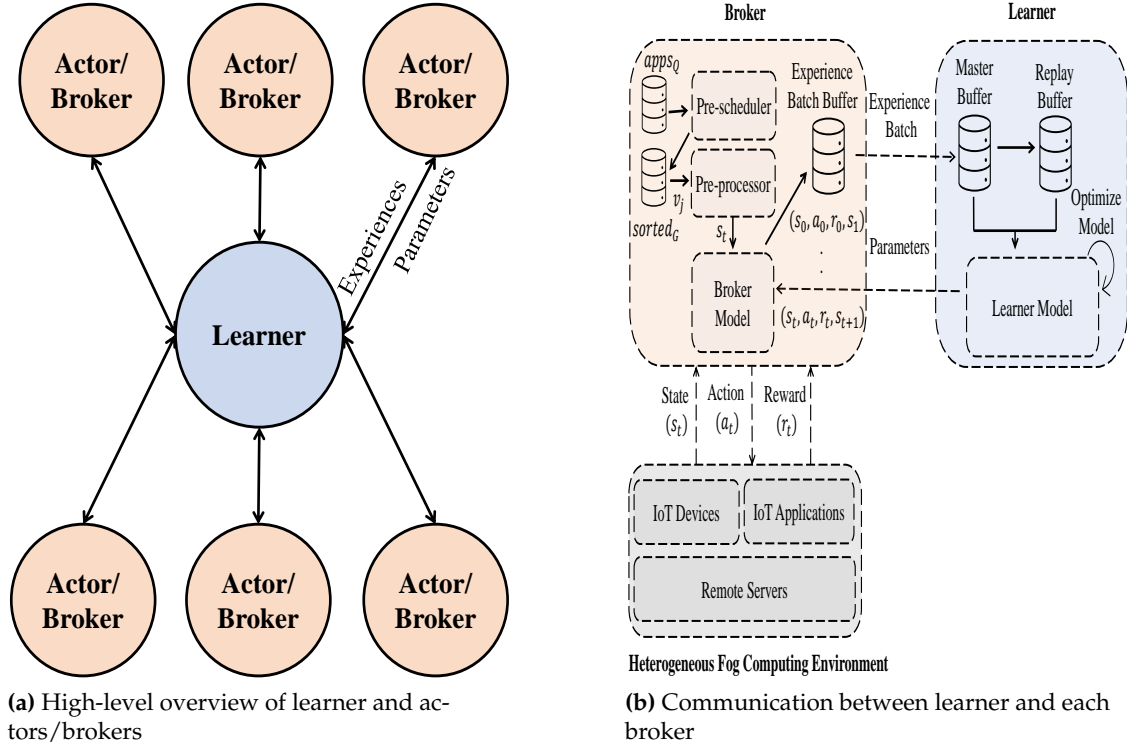 Actor/
Broker
Actor/
Broker
Actor/
Broker
Experiences
Parameters
Learner
Actor/
Broker
Actor/
Broker
Actor/
Broker
(a) High-level overview of learner and ac-
tors/brokers
Broker
Learner
apps_Q
Pre-scheduler
Experience
Batch Buffer
Experience
Batch
Master
Buffer
Replay
Buffer
sorted_G
v_j
Pre-processor
s_t
(s_0, a_0, r_0, s_1)
.
.
(s_t, a_t, r_t, s_{t+1})
Broker
Model
Parameters
Optimize
Model
Learner Model
State
(s_t)
Action
(a_t)
Reward
(r_t)
IoT Devices
IoT Applications
Remote Servers
Heterogeneous Fog Computing Environment
(b) Communication between learner and each
broker